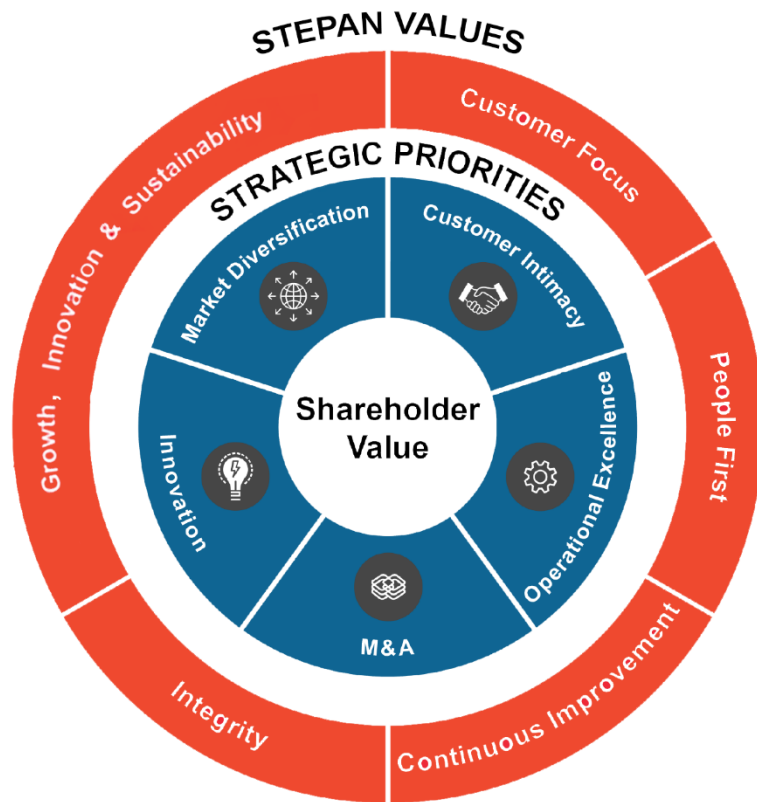 STEPAN VALUES
Customer Focus
People First
Continuous Improvement
Integrity
Growth, Innovation & Sustainability
STRATEGIC PRIORITIES
Customer Intimacy
Operational Excellence
M&A
Innovation
Market Diversification
Shareholder
Value